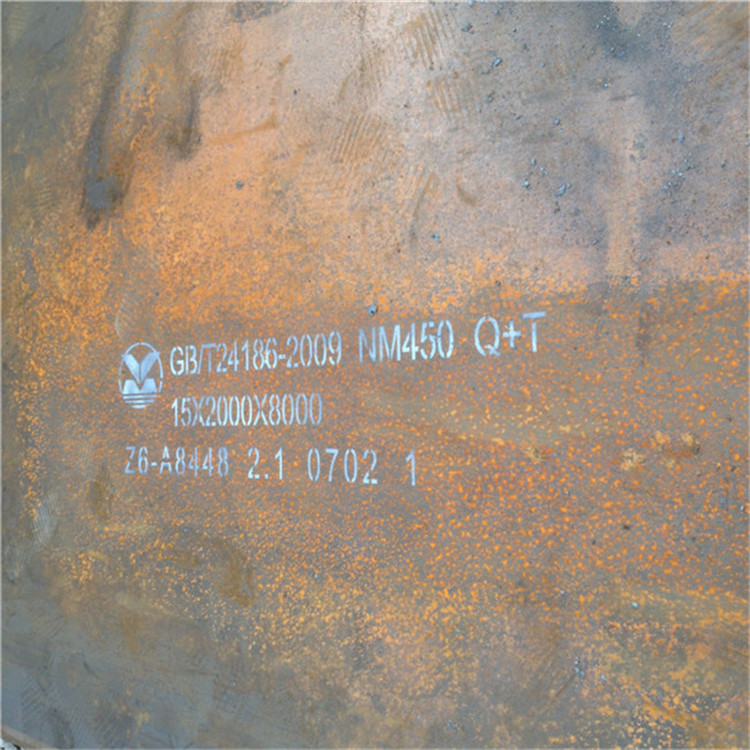 GB/T24186-2009 NM450 Q+T
15X2000X8000
Z6-A8448 2.1 0702 1